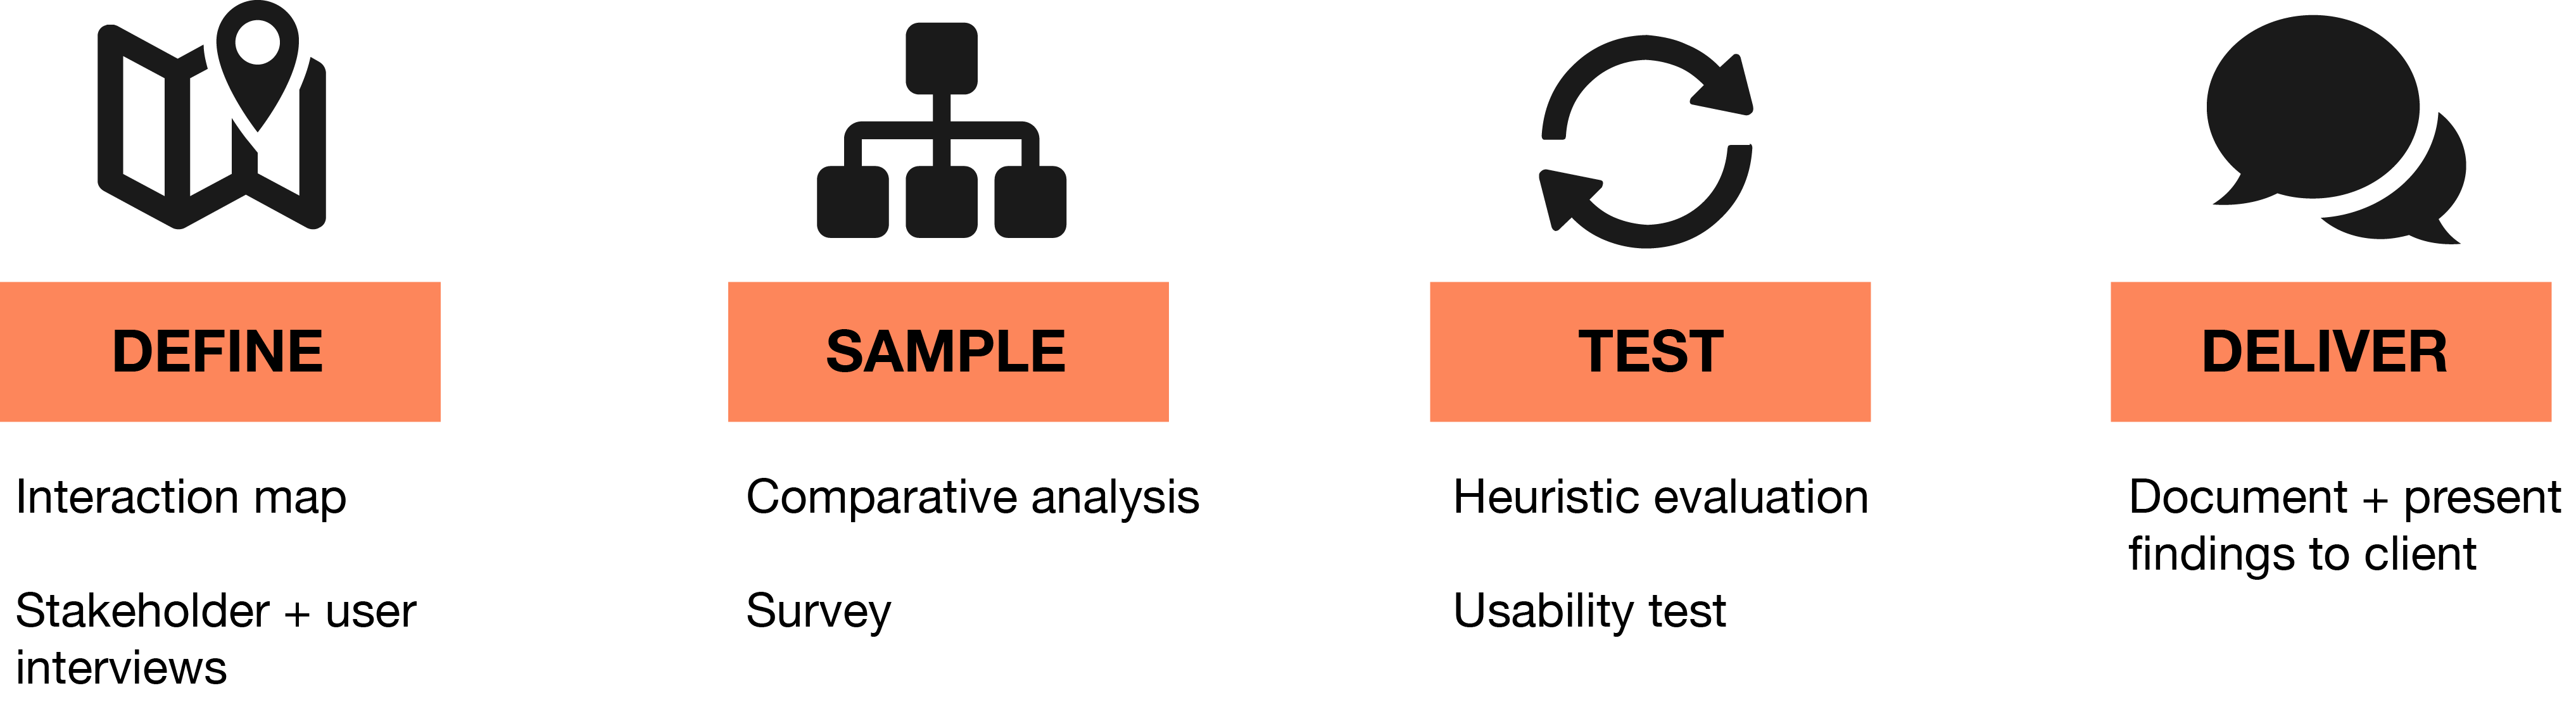 DEFINE
Interaction map
Stakeholder + user
interviews
SAMPLE
Comparative analysis
Survey
TEST
Heuristic evaluation
Usability test
DELIVER
Document + present
findings to client